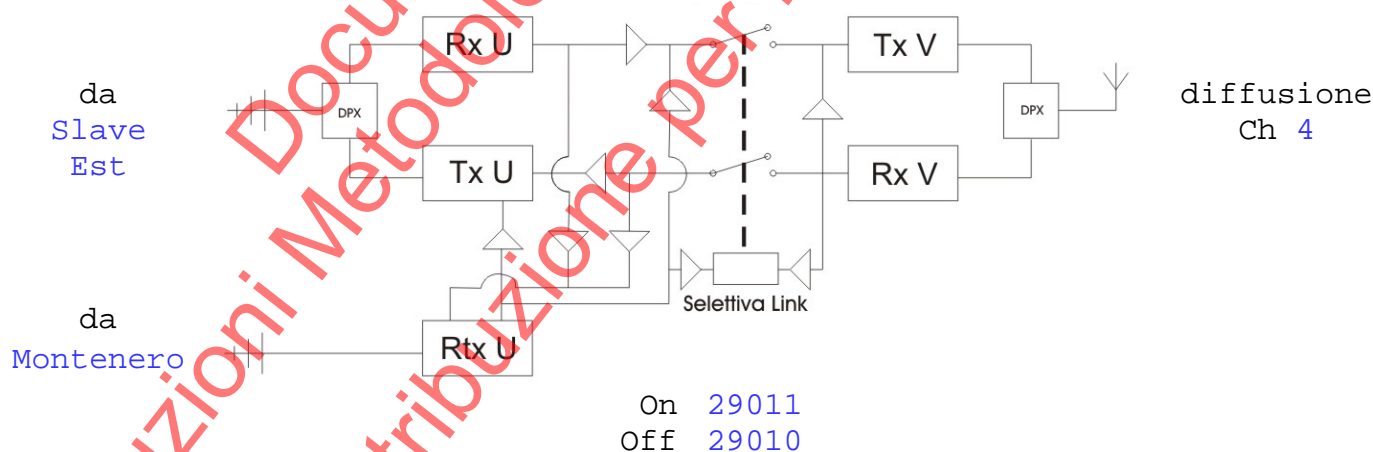 Rx U
Tx V
da
Slave
Est
DPX
DPX
diffusione
Ch 4
Tx U
Rx V
Selettiva Link
da
Montenero
Rtx U
On 29011
Off 29010